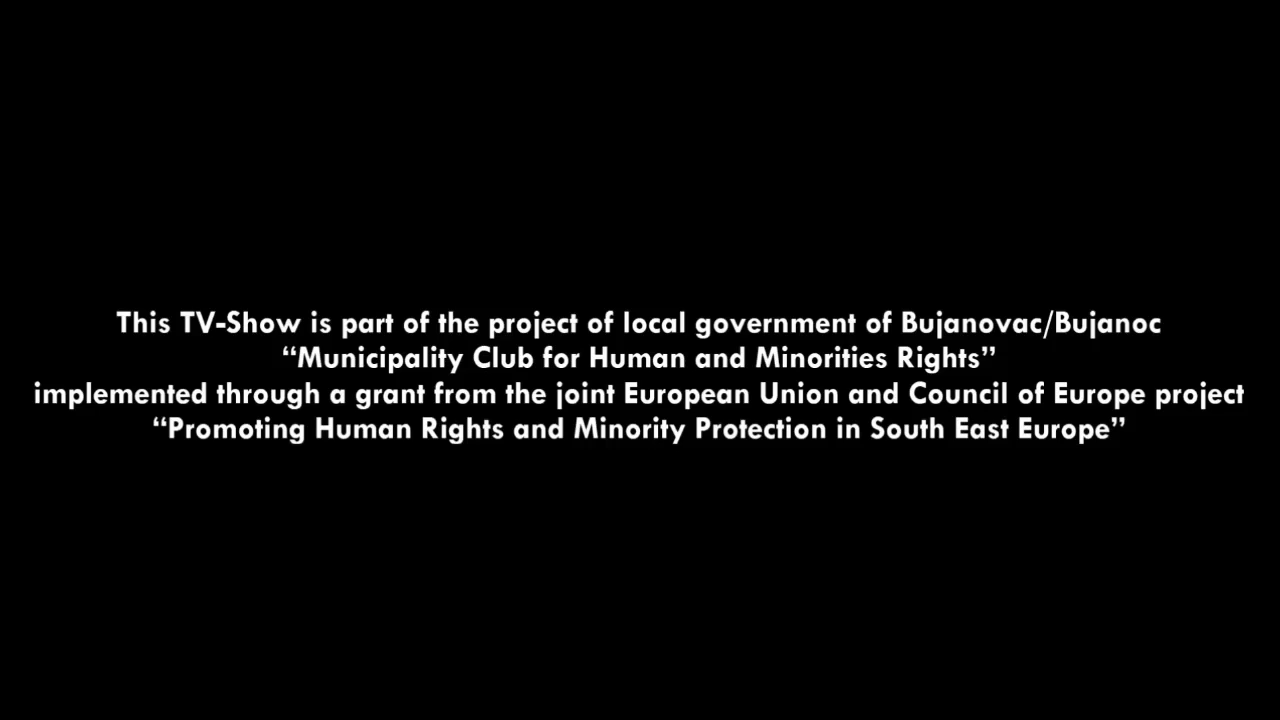 This TV-Show is part of the project of local government of Bujanovac/Bujanoc
“Municipality Club for Human and Minorities Rights”
implemented through a grant from the joint European Union and Council of Europe project
“Promoting Human Rights and Minority Protection in South East Europe”